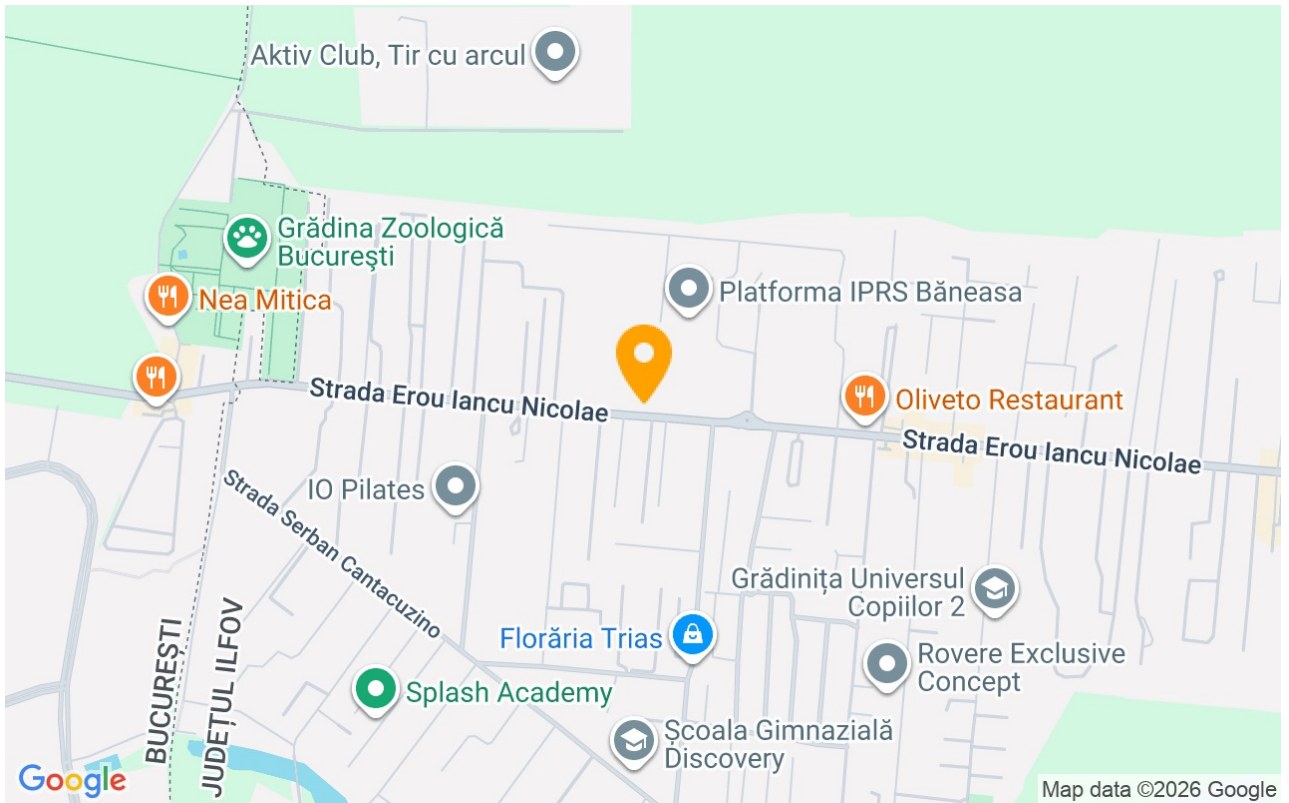 Aktiv Club, Tir cu arcul
Grădina Zoologică
Bucureşti
Nea Mitica
Platforma IPRS Băneasa
Strada Erou Iancu Nicolae
Oliveto Restaurant
Strada Erou Iancu Nicolae
IO Pilates
Strada Serban Cantacuzino
Grădinița Universul
Copiilor 2
BUCUREȘTI
JUDEȚUL ILFOV
Florăria Trias
Rovere Exclusive
Concept
Splash Academy
Școala Gimnazială
Discovery
Google
Map data ©2026 Google